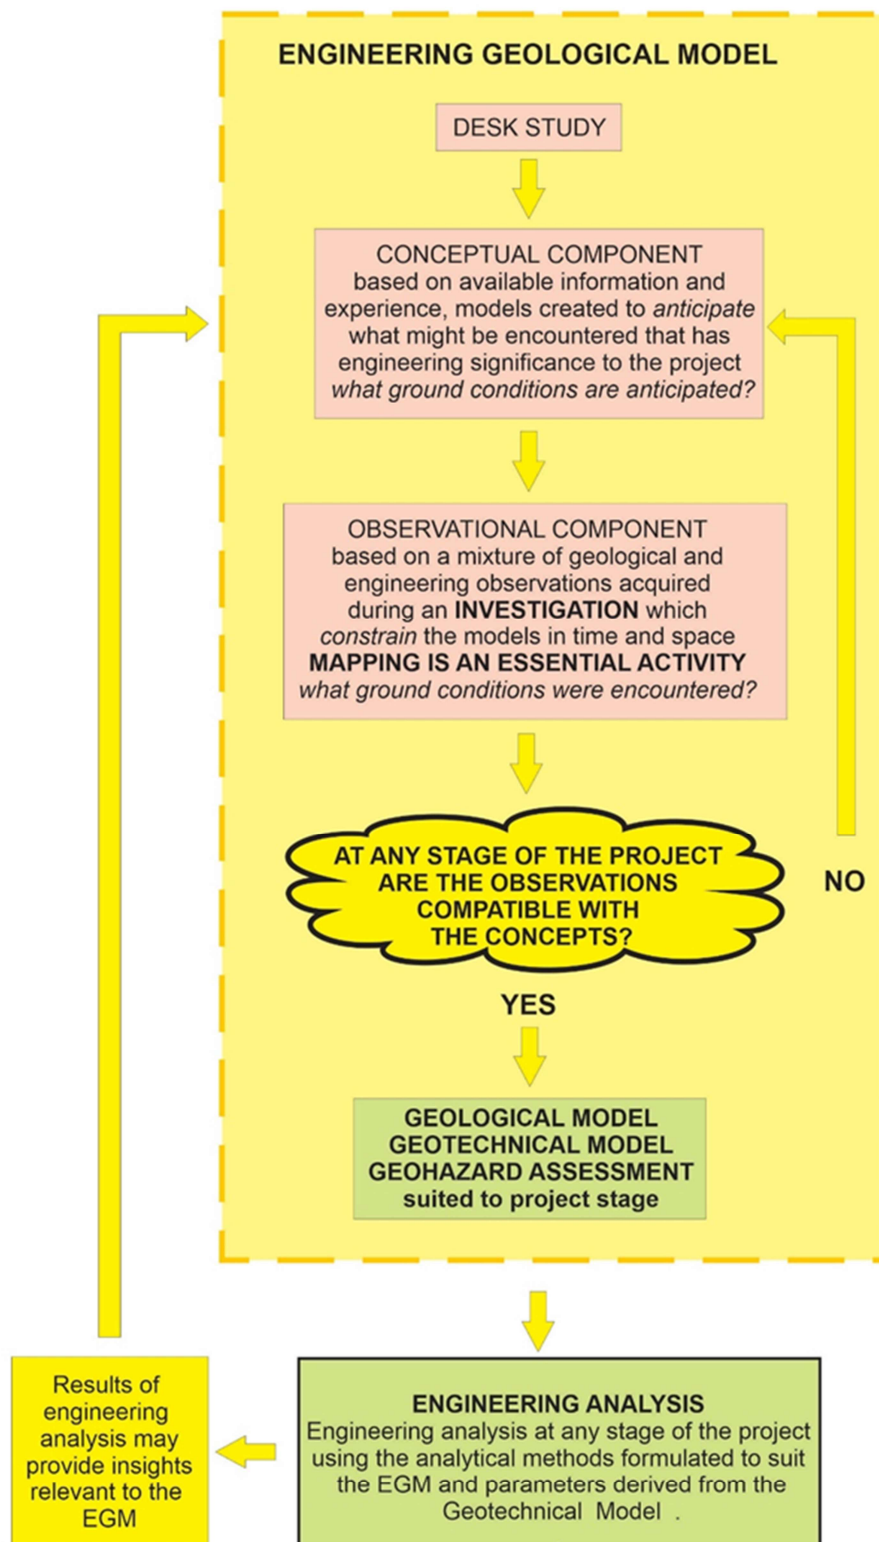 ENGINEERING GEOLOGICAL MODEL
DESK STUDY
CONCEPTUAL COMPONENT
based on available information and
experience, models created to anticipate
what might be encountered that has
engineering significance to the project
what ground conditions are anticipated?
OBSERVATIONAL COMPONENT
based on a mixture of geological and
engineering observations acquired
during an INVESTIGATION which
constrain the models in time and space
MAPPING IS AN ESSENTIAL ACTIVITY
what ground conditions were encountered?
AT ANY STAGE OF THE PROJECT
ARE THE OBSERVATIONS
COMPATIBLE WITH
THE CONCEPTS?
NO
YES
GEOLOGICAL MODEL
GEOTECHNICAL MODEL
GEOHAZARD ASSESSMENT
suited to project stage
ENGINEERING ANALYSIS
Engineering analysis at any stage of the project
using the analytical methods formulated to suit
the EGM and parameters derived from the
Geotechnical Model .
Results of
engineering
analysis may
provide insights
relevant to the
EGM